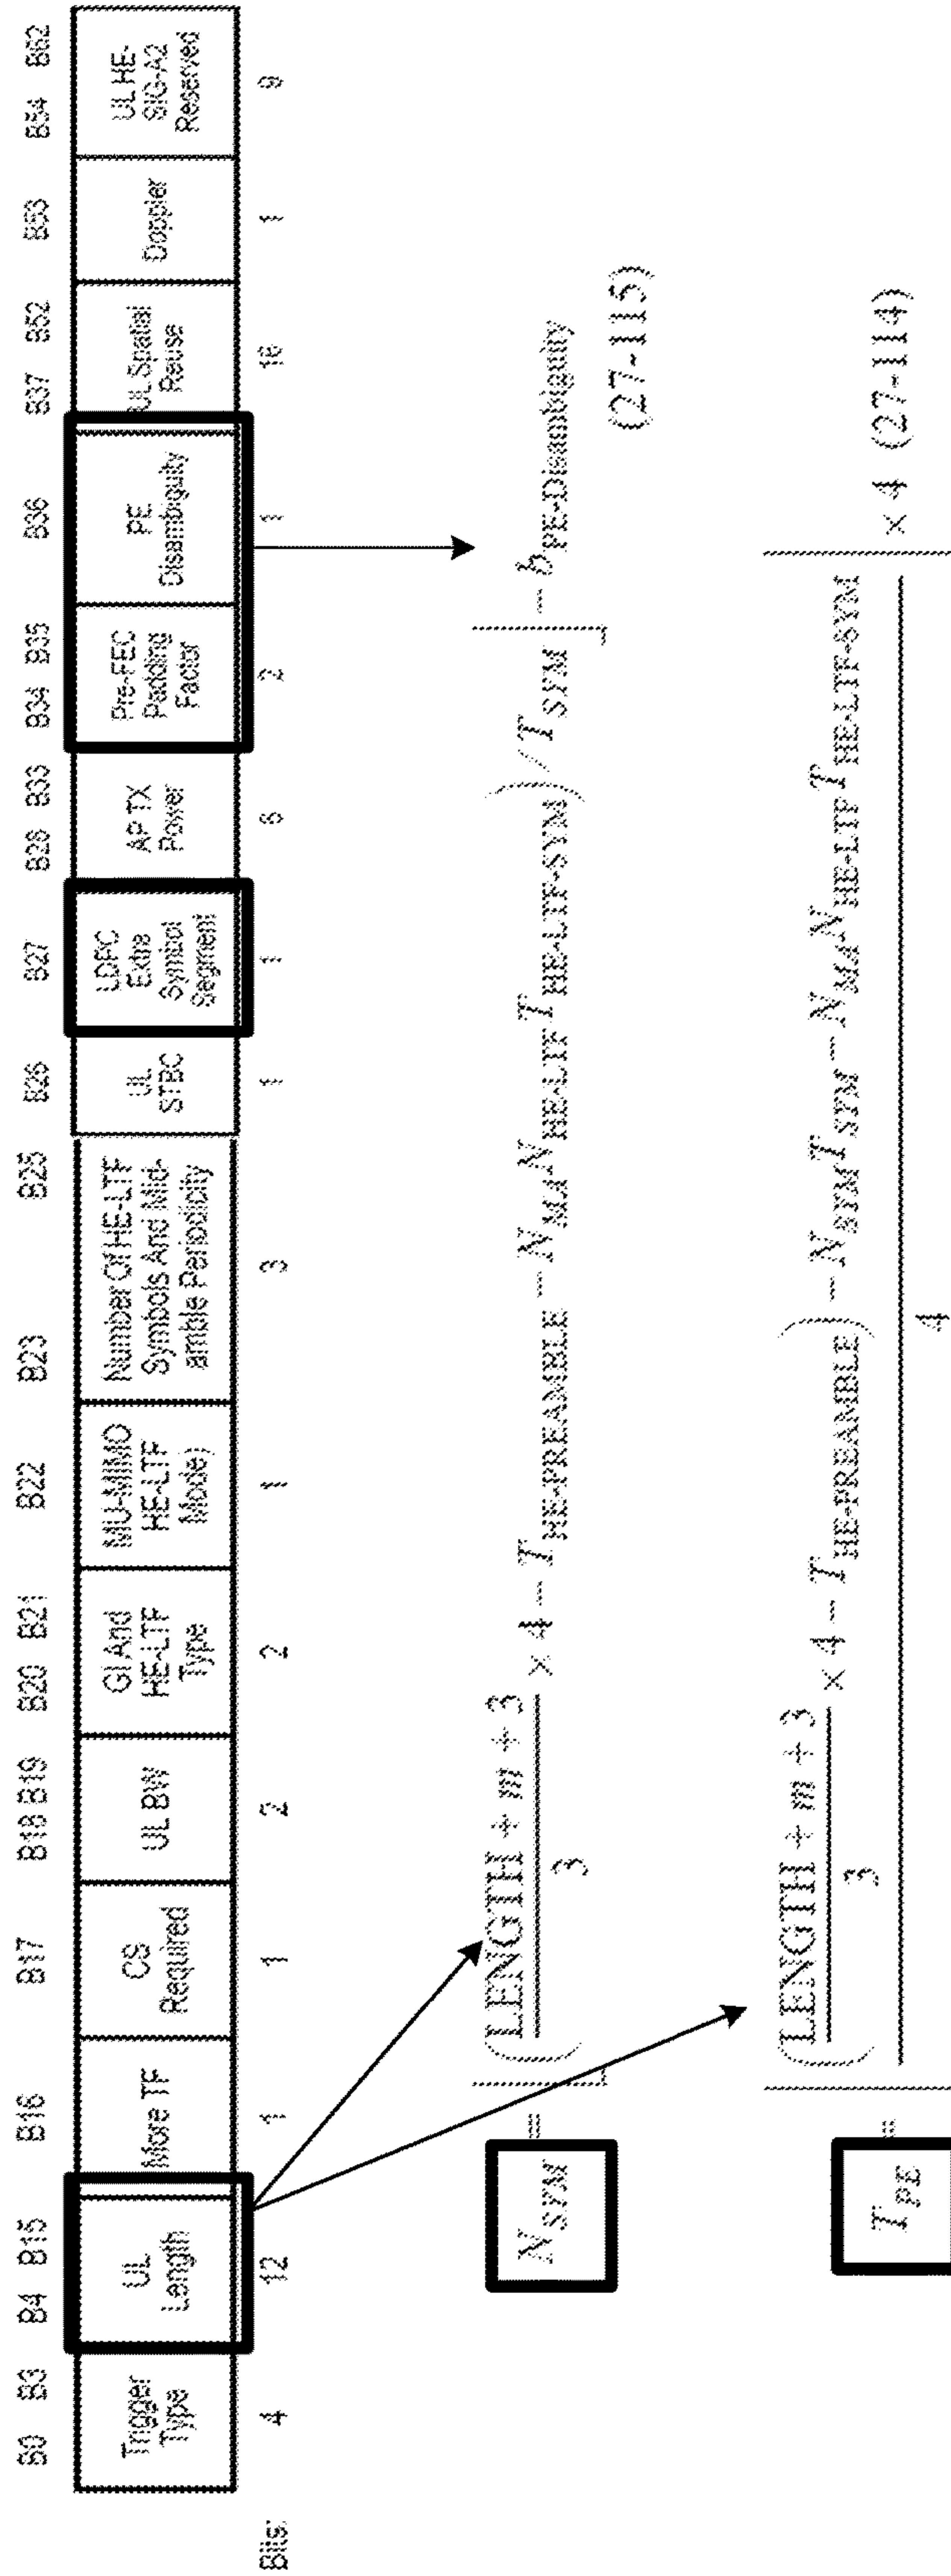 B0 B3 B4 B15 B16 B17 B18 B19 B20 B21 B22 B23 B25 B26 B27 B28 B33 B34 B35 B36 B37 B52 B53 B54 B62
Trigger
Type
UL
Length
More TF
CS
Required
UL BW
GI And
HE-LTF
Type
MU-MIMO
HE-LTF
Mode)
Number Of HE-LTF
Symbols And Mid-
amble Periodicity
UL
STBC
LDPC
Extra
Symbol
Segment
AP TX
Power
Pre-FEC
Padding
Factor
PE
Disambiguity
UL Spatial
Reuse
Doppler
UL HE-
SIG-A2
Reserved
Bits: 4 12 1 1 2 2 1 3 1 1 6 2 1 16 1 9
N_SYM = ⌊((LENGTH + m + 3)/3 × 4 − T_HE-PREAMBLE − N_MA N_HE-LTF T_HE-LTF-SYM)/T_SYM⌋ − b_PE-Disambiguity
(27-115)
T_PE = ⌊(((LENGTH + m + 3)/3 × 4 − T_HE-PREAMBLE) − N_SYM T_SYM − N_MA N_HE-LTF T_HE-LTF-SYM)/4⌋ × 4 (27-114)